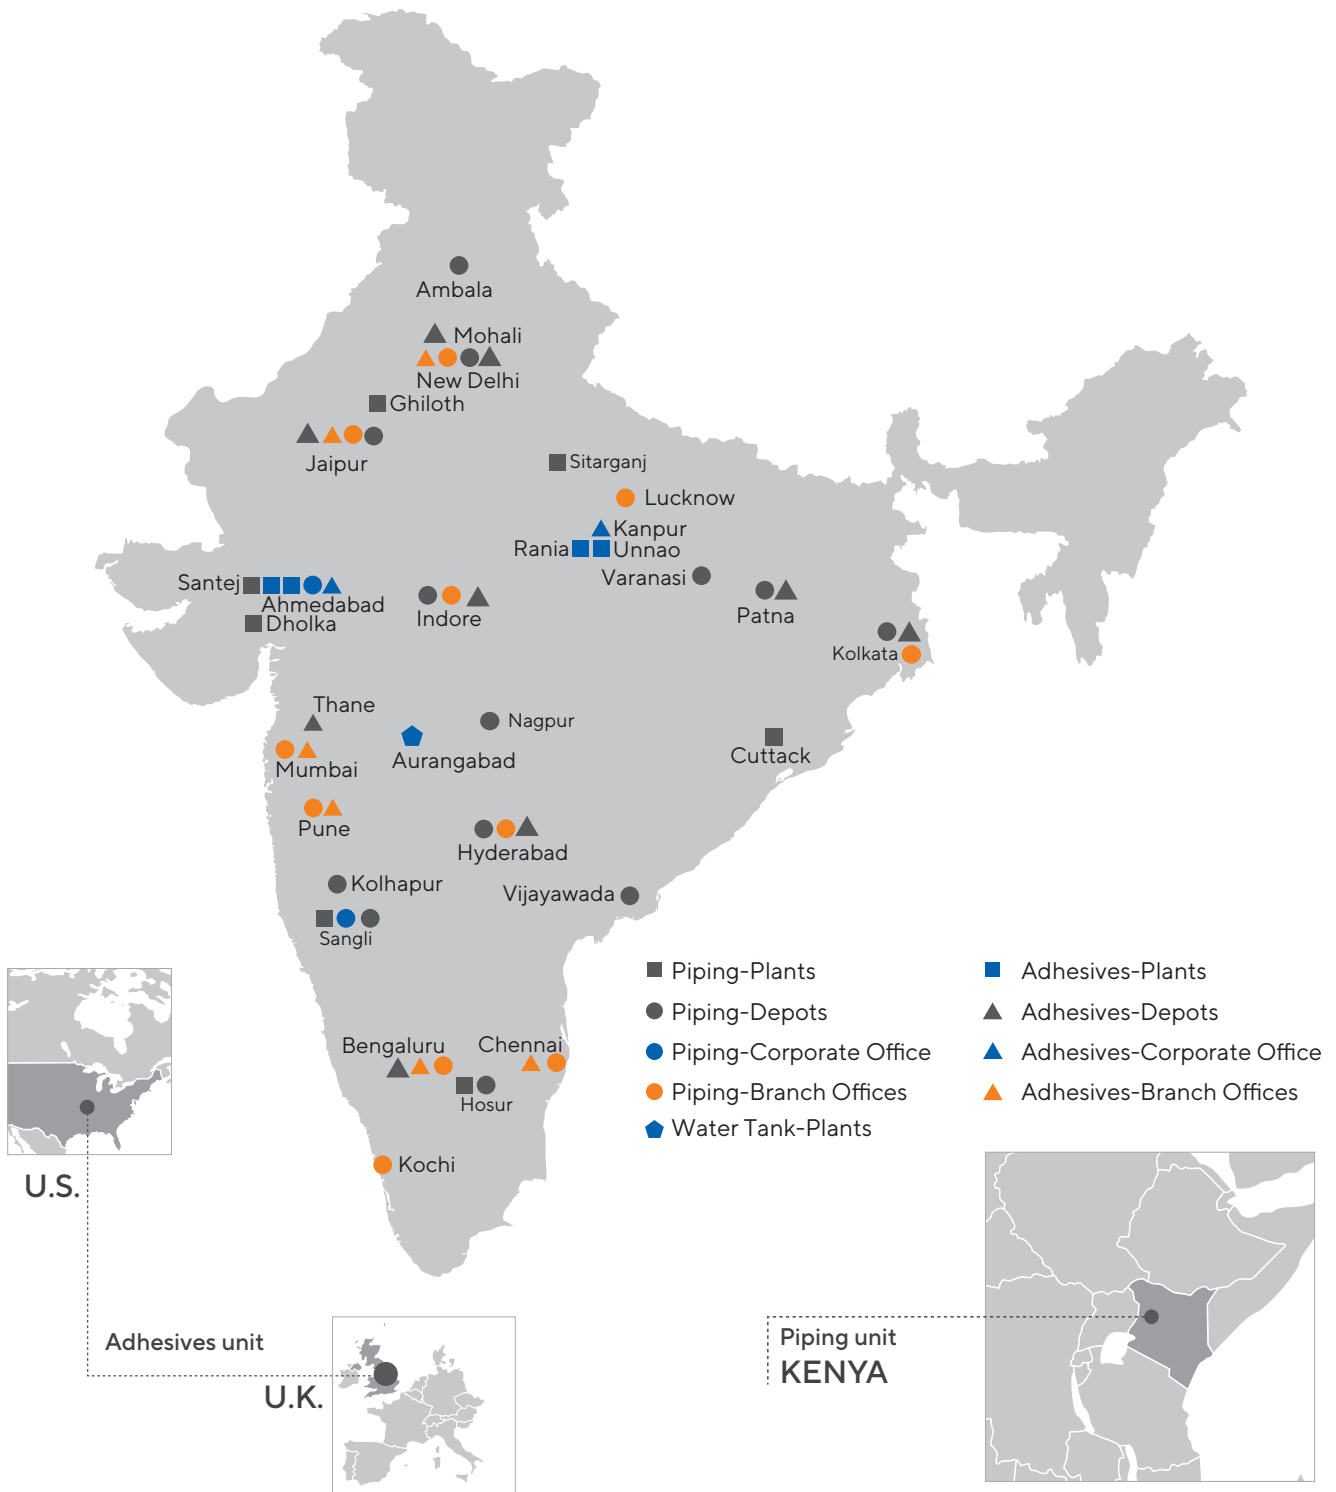 Ambala
Mohali
New Delhi
Ghiloth
Jaipur
Sitarganj
Lucknow
Kanpur
Rania
Unnao
Varanasi
Santej
Ahmedabad
Dholka
Indore
Patna
Kolkata
Thane
Nagpur
Aurangabad
Mumbai
Cuttack
Pune
Hyderabad
Kolhapur
Vijayawada
Sangli
Bengaluru
Chennai
Hosur
Kochi
Piping-Plants
Piping-Depots
Piping-Corporate Office
Piping-Branch Offices
Water Tank-Plants
Adhesives-Plants
Adhesives-Depots
Adhesives-Corporate Office
Adhesives-Branch Offices
U.S.
Adhesives unit
U.K.
Piping unit
KENYA